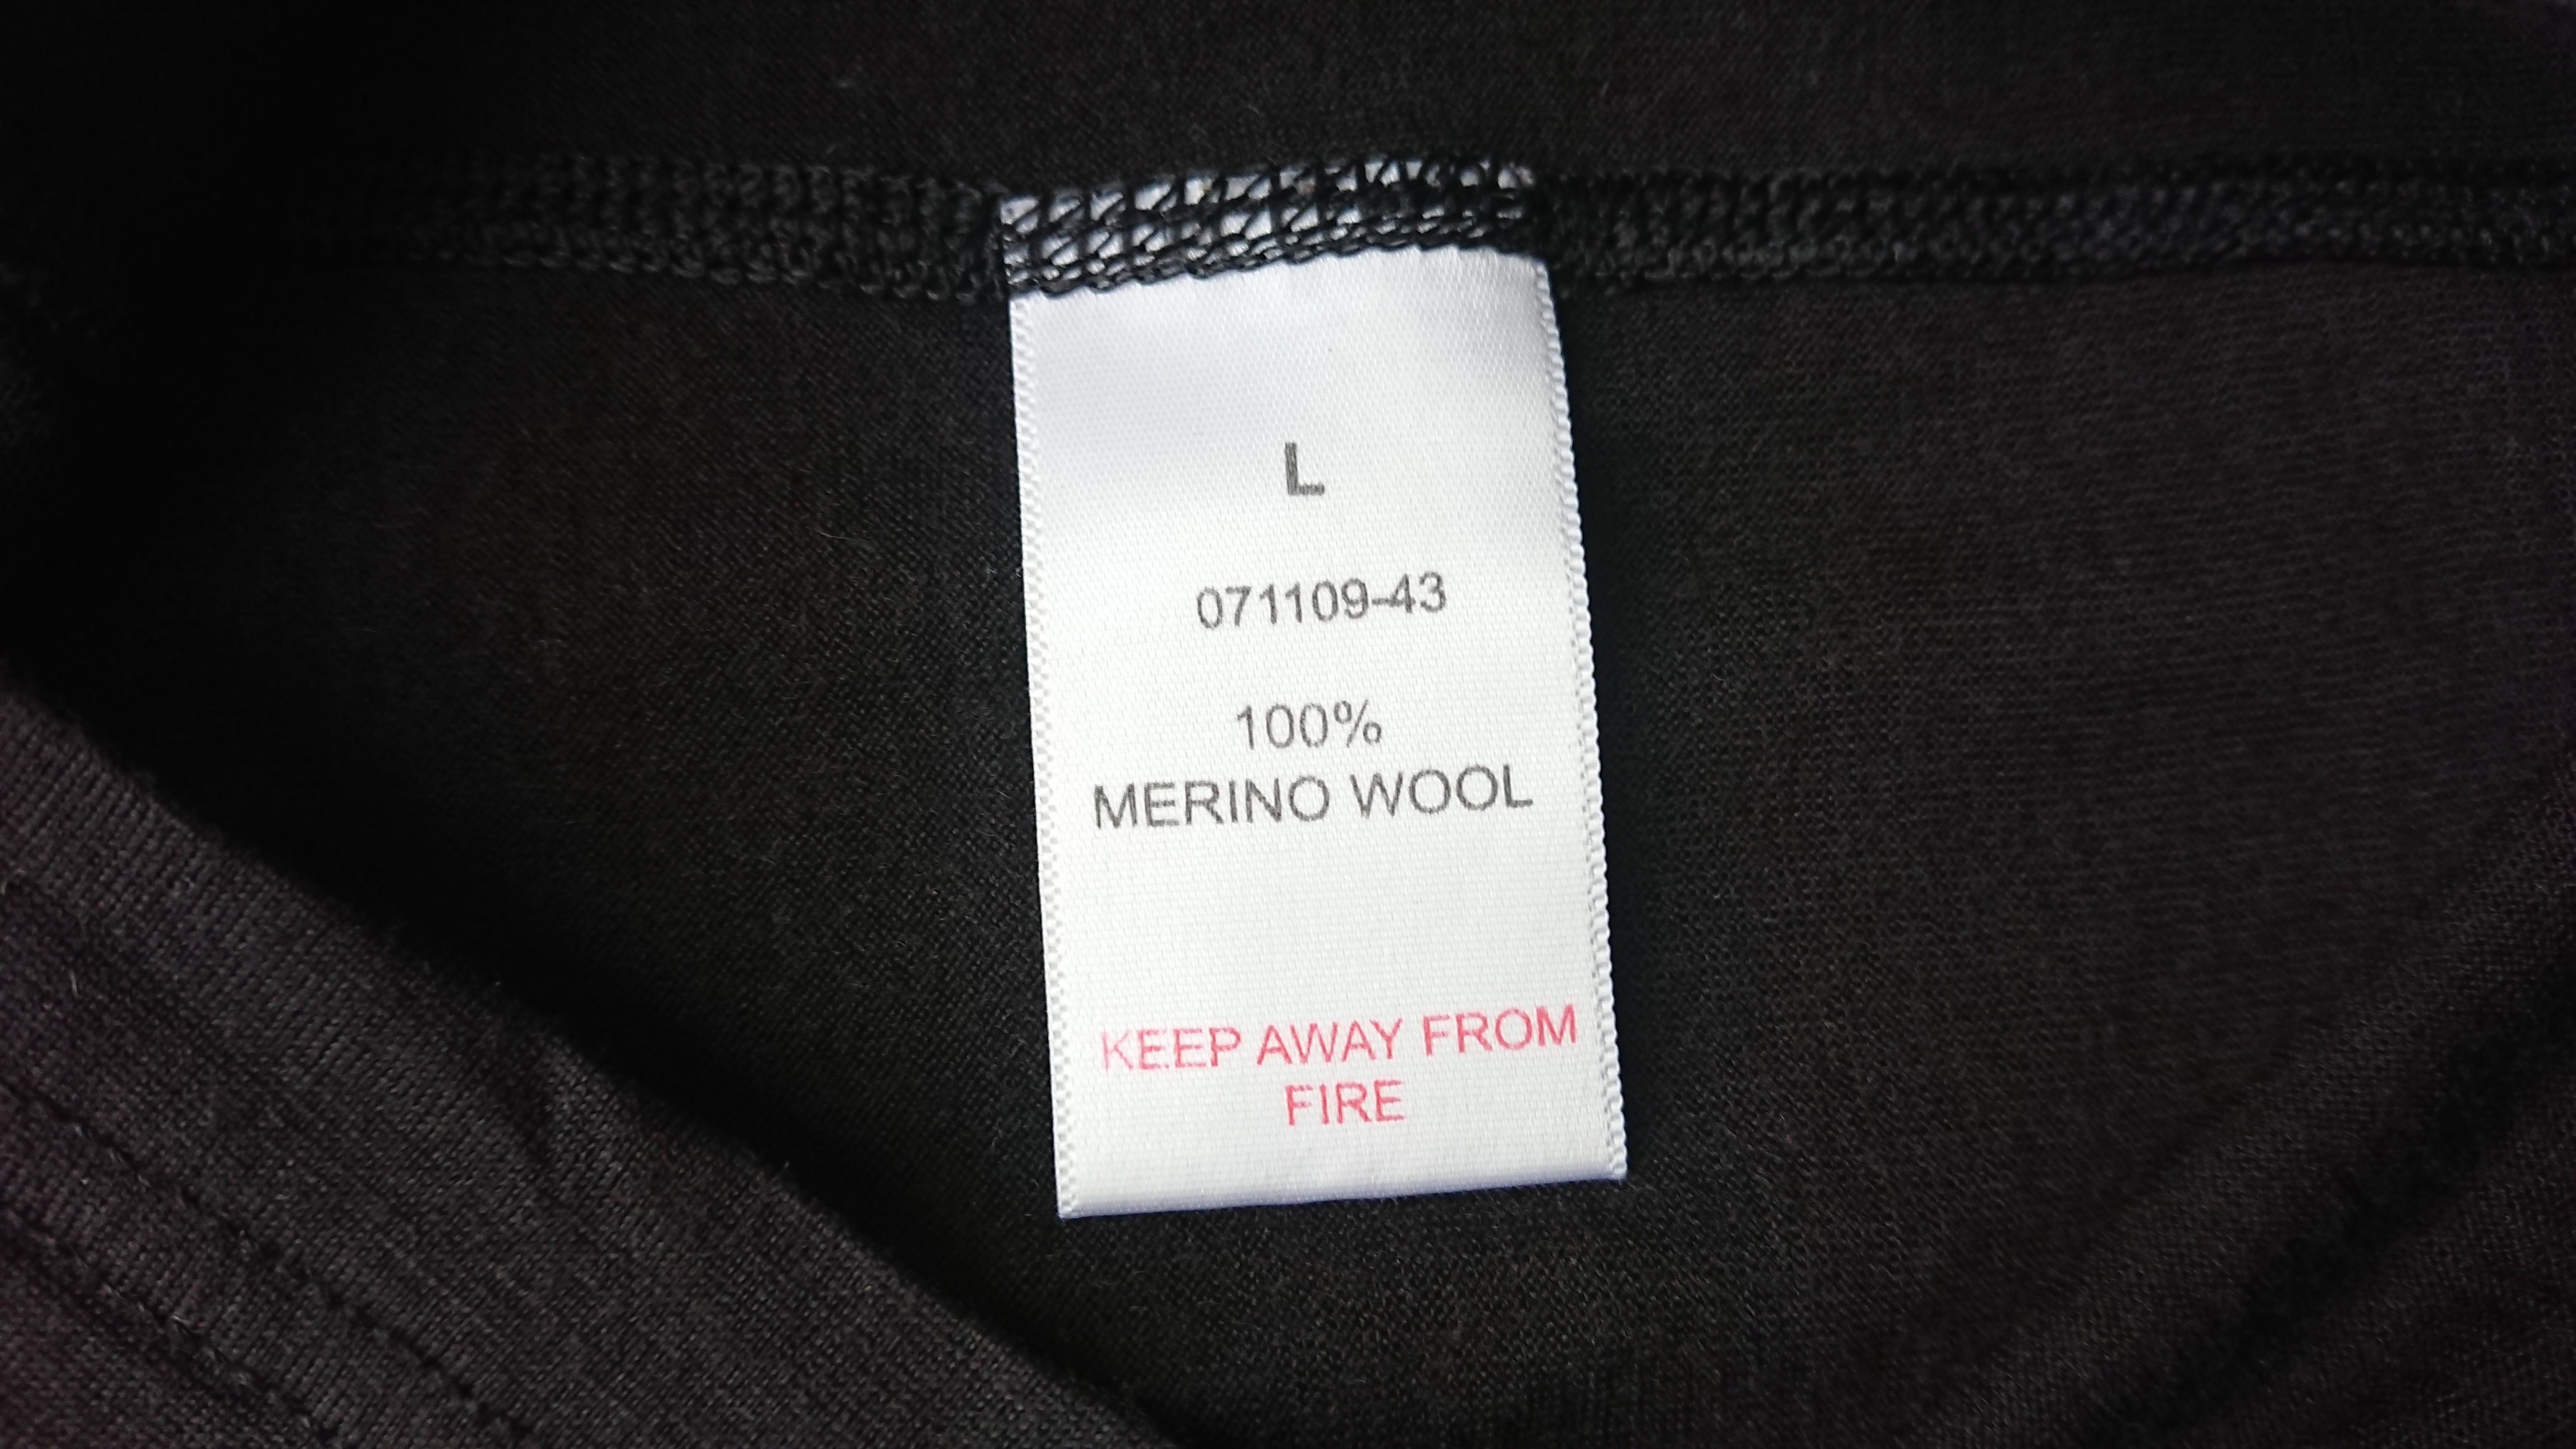 L
071109-43
100%
MERINO WOOL
KEEP AWAY FROM
FIRE